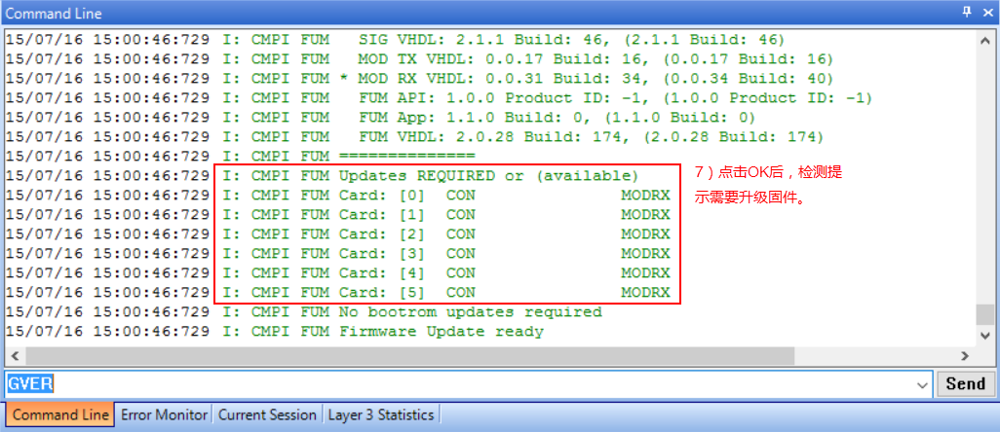 Command Line
15/07/16 15:00:46:729 I: CMPI FUM   SIG VHDL: 2.1.1 Build: 46, (2.1.1 Build: 46)
15/07/16 15:00:46:729 I: CMPI FUM   MOD TX VHDL: 0.0.17 Build: 16, (0.0.17 Build: 16)
15/07/16 15:00:46:729 I: CMPI FUM * MOD RX VHDL: 0.0.31 Build: 34, (0.0.34 Build: 40)
15/07/16 15:00:46:729 I: CMPI FUM   FUM API: 1.0.0 Product ID: -1, (1.0.0 Product ID: -1)
15/07/16 15:00:46:729 I: CMPI FUM   FUM App: 1.1.0 Build: 0, (1.1.0 Build: 0)
15/07/16 15:00:46:729 I: CMPI FUM   FUM VHDL: 2.0.28 Build: 174, (2.0.28 Build: 174)
15/07/16 15:00:46:729 I: CMPI FUM ==============
15/07/16 15:00:46:729 I: CMPI FUM Updates REQUIRED or (available)
15/07/16 15:00:46:729 I: CMPI FUM Card: [0]  CON               MODRX
15/07/16 15:00:46:729 I: CMPI FUM Card: [1]  CON               MODRX
15/07/16 15:00:46:729 I: CMPI FUM Card: [2]  CON               MODRX
15/07/16 15:00:46:729 I: CMPI FUM Card: [3]  CON               MODRX
15/07/16 15:00:46:729 I: CMPI FUM Card: [4]  CON               MODRX
15/07/16 15:00:46:729 I: CMPI FUM Card: [5]  CON               MODRX
15/07/16 15:00:46:729 I: CMPI FUM No bootrom updates required
15/07/16 15:00:46:729 I: CMPI FUM Firmware Update ready
7）点击OK后，检测提
示需要升级固件。
GVER
Send
Command Line
Error Monitor
Current Session
Layer 3 Statistics